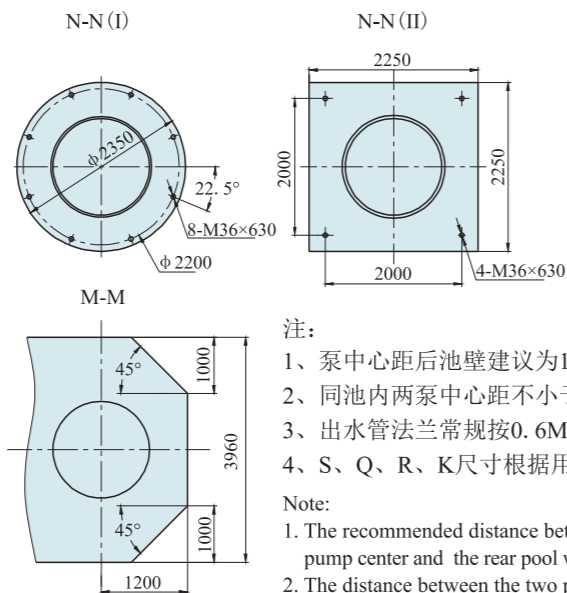 N-N (I)
N-N (II)
ϕ2350
22.5°
8-M36×630
ϕ2200
2250
2000
2250
2000
4-M36×630
M-M
45°
1000
3960
45°
1000
1200
注：
1、泵中心距后池壁建议为1
2、同池内两泵中心距不小
3、出水管法兰常规按0.6M
4、S、Q、R、K尺寸根据用
Note:
1. The recommended distance bet
pump center and the rear pool
2. The distance between the two